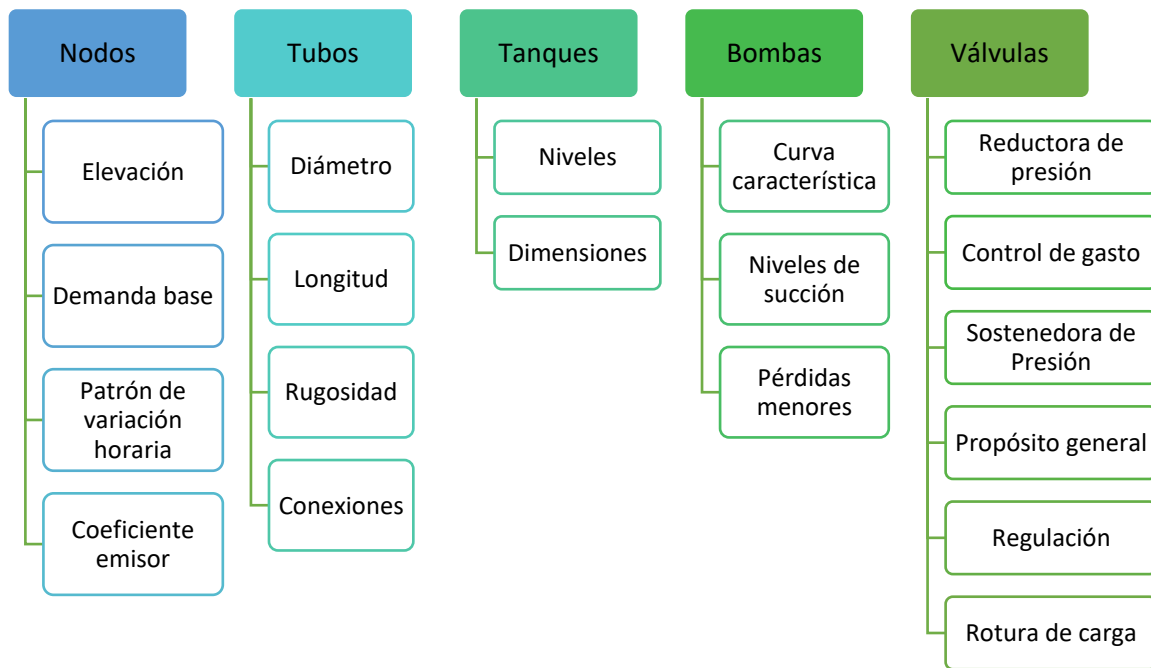 Nodos
Elevación
Demanda base
Patrón de
variación
horaria
Coeficiente
emisor
Tubos
Diámetro
Longitud
Rugosidad
Conexiones
Tanques
Niveles
Dimensiones
Bombas
Curva
característica
Niveles de
succión
Pérdidas
menores
Válvulas
Reductora de
presión
Control de gasto
Sostenedora de
Presión
Propósito general
Regulación
Rotura de carga